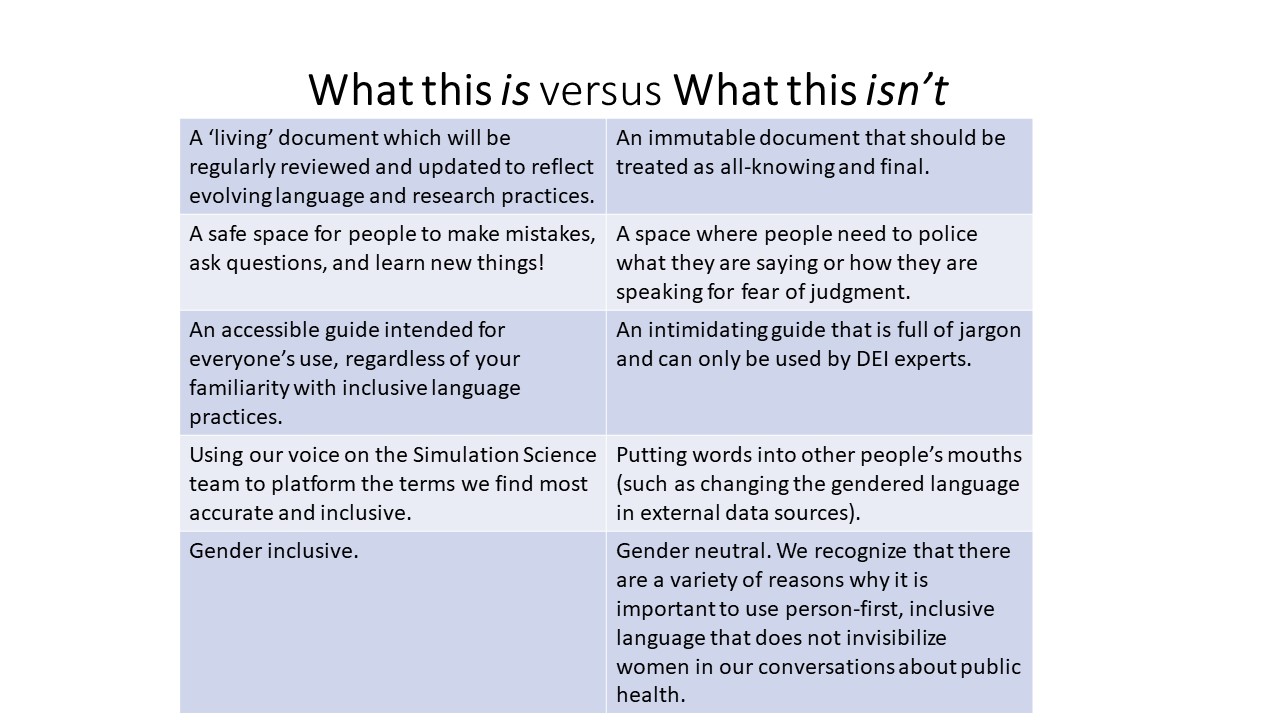 What this is versus What this isn’t
A ‘living’ document which will be
regularly reviewed and updated to reflect
evolving language and research practices.
An immutable document that should be
treated as all-knowing and final.
A safe space for people to make mistakes,
ask questions, and learn new things!
A space where people need to police
what they are saying or how they are
speaking for fear of judgment.
An accessible guide intended for
everyone’s use, regardless of your
familiarity with inclusive language
practices.
An intimidating guide that is full of jargon
and can only be used by DEI experts.
Using our voice on the Simulation Science
team to platform the terms we find most
accurate and inclusive.
Putting words into other people’s mouths
(such as changing the gendered language
in external data sources).
Gender inclusive.
Gender neutral. We recognize that there
are a variety of reasons why it is
important to use person-first, inclusive
language that does not invisibilize
women in our conversations about public
health.